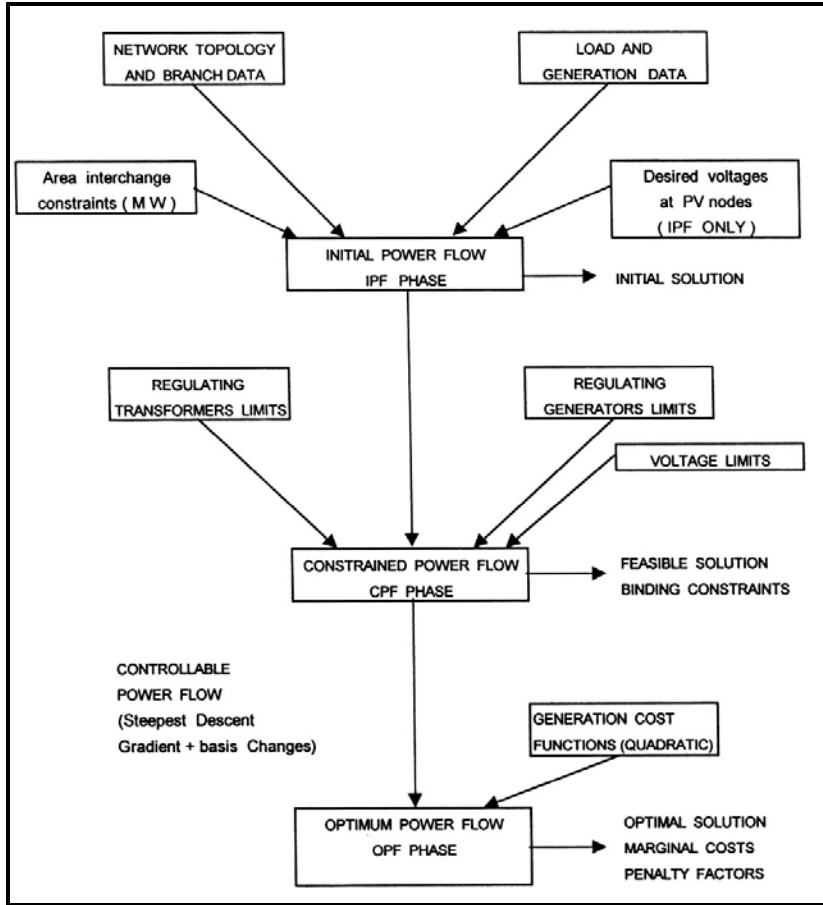 NETWORK TOPOLOGY
AND BRANCH DATA
LOAD AND
GENERATION DATA
Area interchange
constraints ( M W )
Desired voltages
at PV nodes
( IPF ONLY )
INITIAL POWER FLOW
IPF PHASE
INITIAL SOLUTION
REGULATING
TRANSFORMERS LIMITS
REGULATING
GENERATORS LIMITS
VOLTAGE LIMITS
CONSTRAINED POWER FLOW
CPF PHASE
FEASIBLE SOLUTION
BINDING CONSTRAINTS
CONTROLLABLE
POWER FLOW
(Steepest Descent
Gradient + basis Changes)
GENERATION COST
FUNCTIONS (QUADRATIC)
OPTIMUM POWER FLOW
OPF PHASE
OPTIMAL SOLUTION
MARGINAL COSTS
PENALTY FACTORS